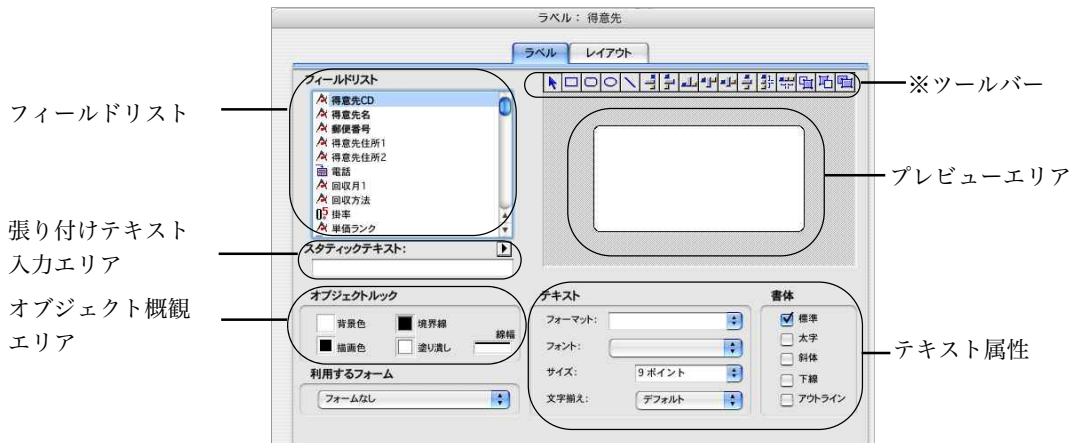 ラベル： 得意先
ラベル
レイアウト
フィールドリスト
フィールドリスト
得意先CD
得意先名
郵便番号
得意先住所1
得意先住所2
電話
回収月1
回収方法
0.5 掛率
単価ランク
※ツールバー
プレビューエリア
張り付けテキスト
入力エリア
スタティックテキスト:
オブジェクト概観
エリア
オブジェクトルック
背景色
境界線
描画色
塗り潰し
線幅
利用するフォーム
フォームなし
テキスト
フォーマット:
フォント:
サイズ:
9 ポイント
文字揃え:
デフォルト
書体
標準
太字
斜体
下線
アウトライン
テキスト属性